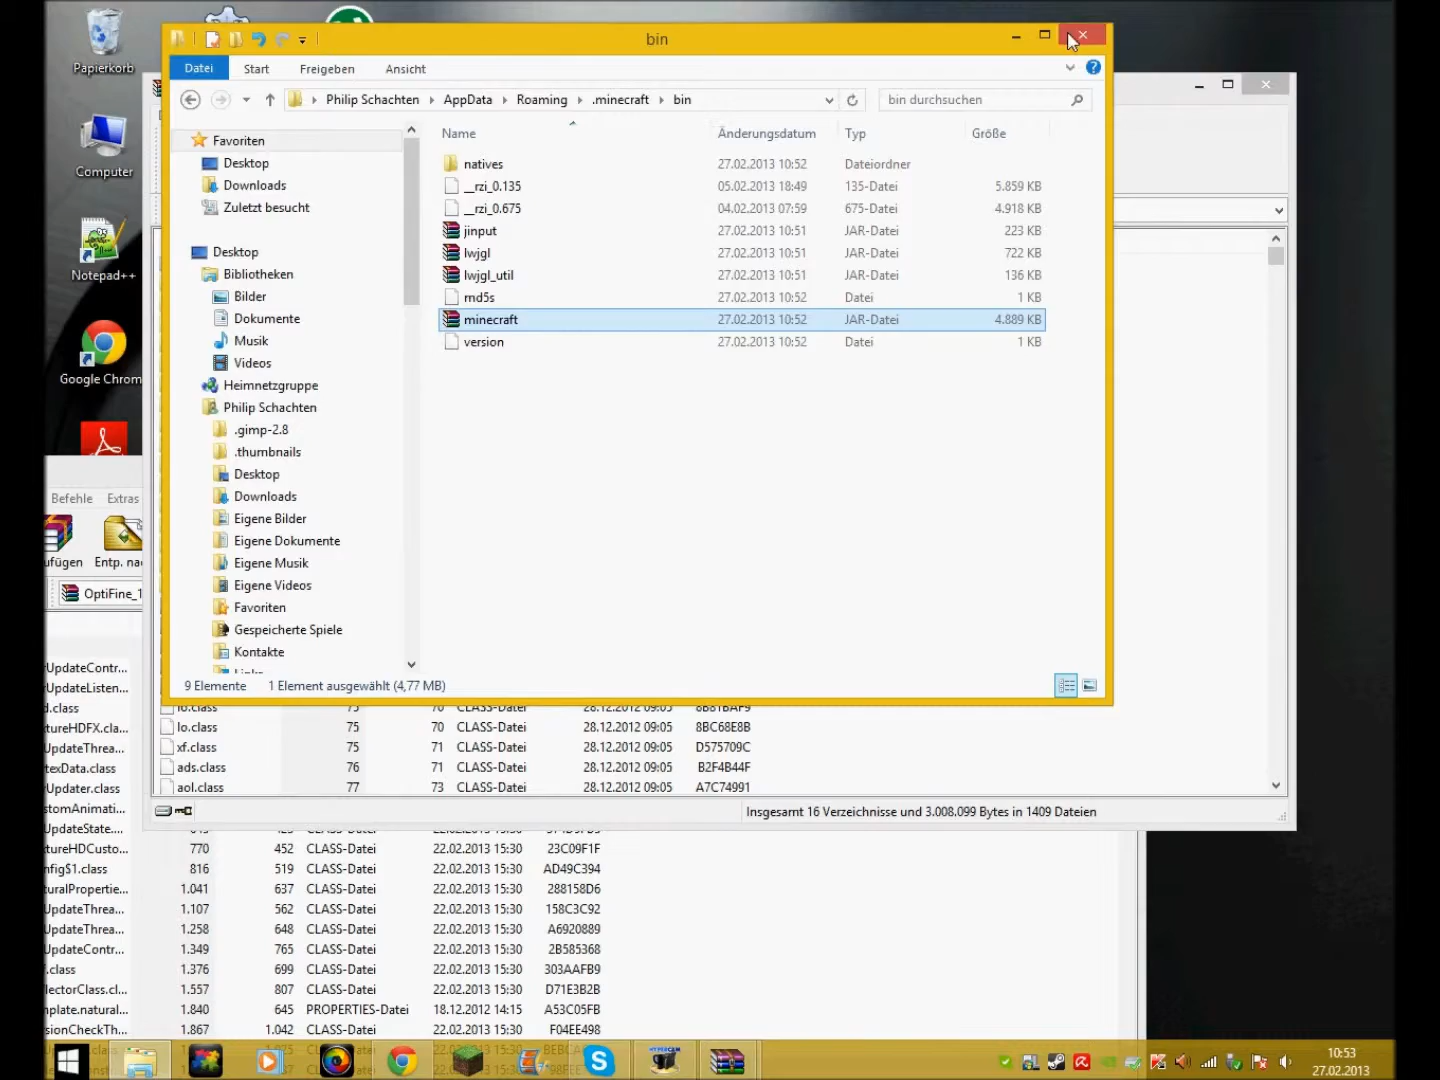 Papierkorb
Computer
Notepad++
Google Chrom
bin
Datei
Start
Freigeben
Ansicht
Philip Schachten
AppData
Roaming
.minecraft
bin
bin durchsuchen
Name
Änderungsdatum
Typ
Größe
natives 27.02.2013 10:52 Dateiordner
__rzi_0.135 05.02.2013 18:49 135-Datei 5.859 KB
__rzi_0.675 04.02.2013 07:59 675-Datei 4.918 KB
jinput 27.02.2013 10:51 JAR-Datei 223 KB
lwjgl 27.02.2013 10:51 JAR-Datei 722 KB
lwjgl_util 27.02.2013 10:51 JAR-Datei 136 KB
md5s 27.02.2013 10:52 Datei 1 KB
minecraft 27.02.2013 10:52 JAR-Datei 4.889 KB
version 27.02.2013 10:52 Datei 1 KB
Favoriten
Desktop
Downloads
Zuletzt besucht
Desktop
Bibliotheken
Bilder
Dokumente
Musik
Videos
Heimnetzgruppe
Philip Schachten
.gimp-2.8
.thumbnails
Desktop
Downloads
Eigene Bilder
Eigene Dokumente
Eigene Musik
Eigene Videos
Favoriten
Gespeicherte Spiele
Kontakte
9 Elemente 1 Element ausgewählt (4,77 MB)
Befehle Extras
ufügen Entp. nac
OptiFine_1
lo.class 75 70 CLASS-Datei 28.12.2012 09:05 8BC68E8B
xf.class 75 71 CLASS-Datei 28.12.2012 09:05 D575709C
ads.class 76 71 CLASS-Datei 28.12.2012 09:05 B2F4B44F
aol.class 77 73 CLASS-Datei 28.12.2012 09:05 A7C74991
Insgesamt 16 Verzeichnisse und 3.008.099 Bytes in 1409 Dateien
rUpdateContr...
rUpdateListen...
d.class
tureHDFX.cla...
UpdateThrea...
texData.class
rUpdater.class
stomAnimati...
UpdateState....
tureHDCusto... 770 452 CLASS-Datei 22.02.2013 15:30 23C09F1F
nfig$1.class 816 519 CLASS-Datei 22.02.2013 15:30 AD49C394
turalPropertie... 1.041 637 CLASS-Datei 22.02.2013 15:30 288158D6
UpdateThrea... 1.107 562 CLASS-Datei 22.02.2013 15:30 158C3C92
UpdateThrea... 1.258 648 CLASS-Datei 22.02.2013 15:30 A6920889
UpdateContr... 1.349 765 CLASS-Datei 22.02.2013 15:30 2B585368
f.class 1.376 699 CLASS-Datei 22.02.2013 15:30 303AAFB9
lectorClass.cl... 1.557 807 CLASS-Datei 22.02.2013 15:30 D71E3B2B
mplate.natural... 1.840 645 PROPERTIES-Datei 18.12.2012 14:15 A53C05FB
rsionCheckTh... 1.867 1.042 CLASS-Datei 22.02.2013 15:30 F04EE498
10:53
27.02.2013